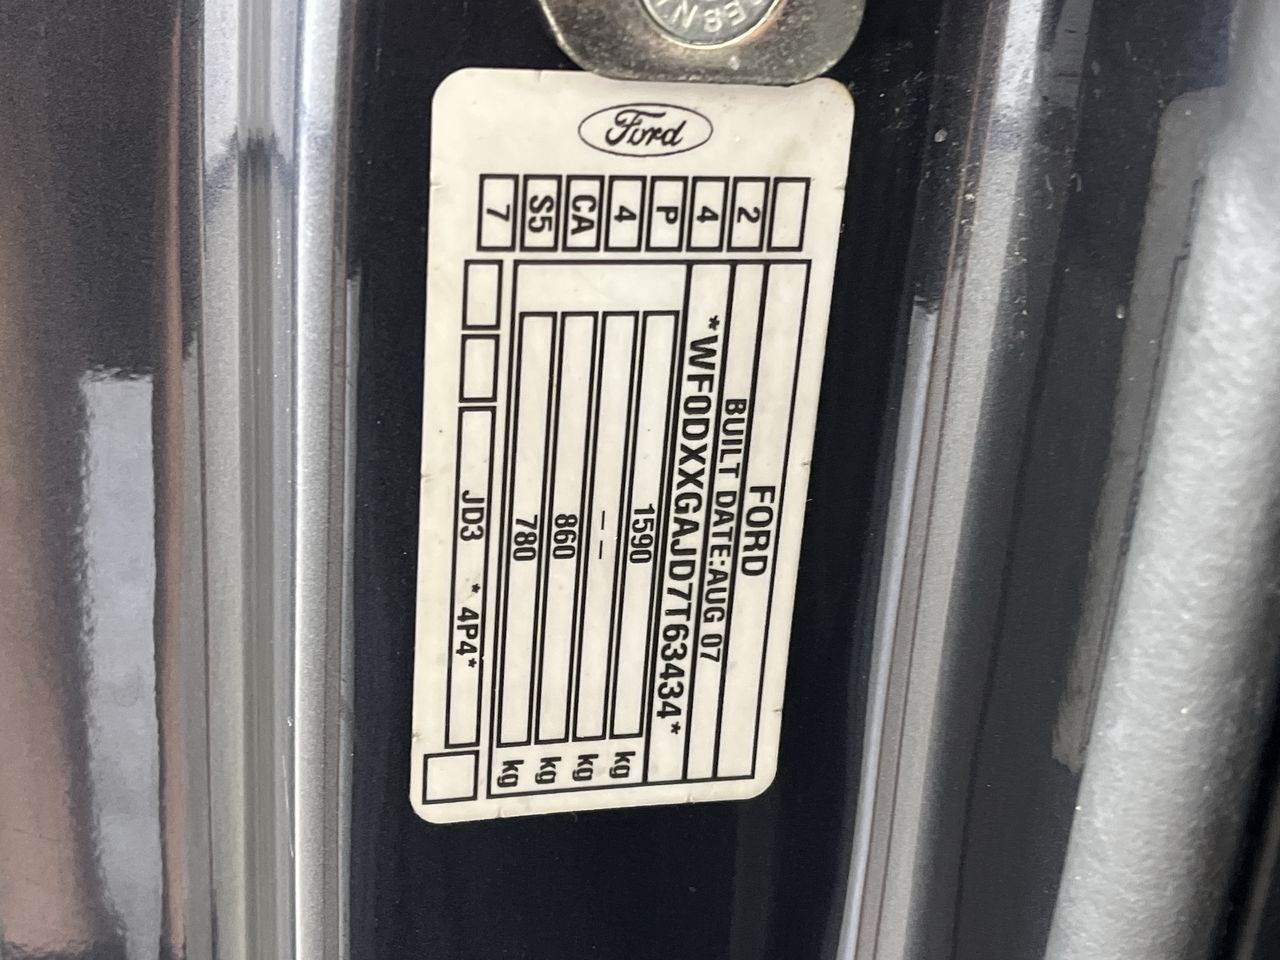 Ford
2
4
P
4
CA
S5
7
FORD
BUILT DATE:AUG 07
*WF0DXXGAJD7T63434*
1590 kg
-- kg
860 kg
780 kg
JD3 * 4P4*